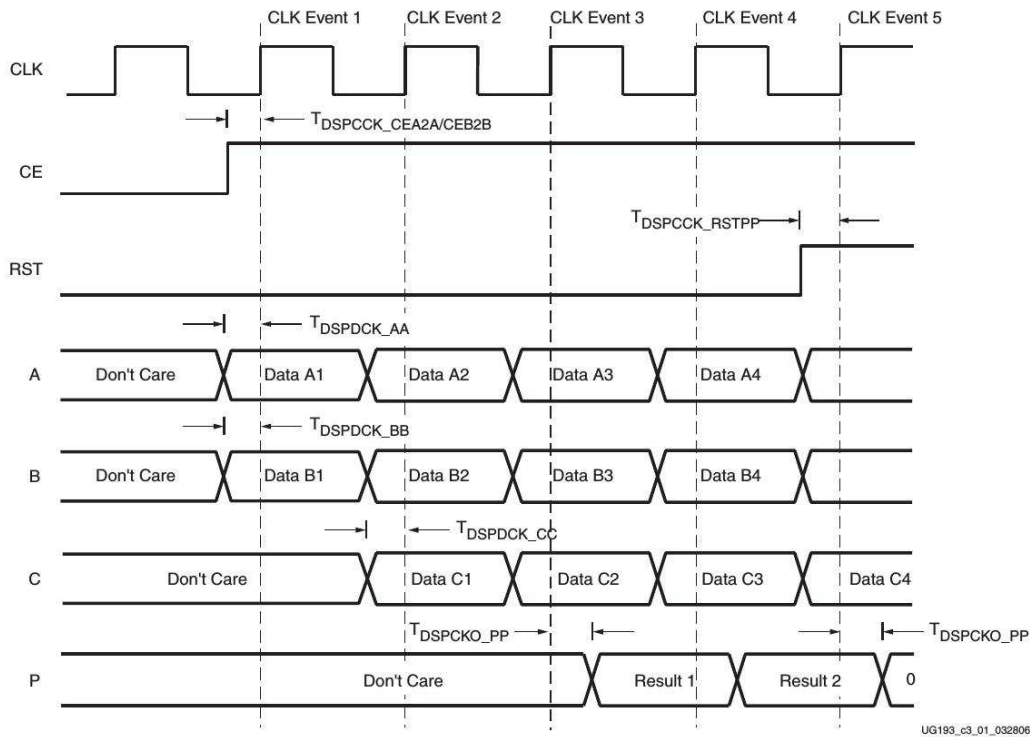 CLK Event 1 CLK Event 2 CLK Event 3 CLK Event 4 CLK Event 5
CLK
TDSPCCK_CEA2A/CEB2B
CE
TDSPCCK_RSTPP
RST
TDSPDCK_AA
A Don't Care Data A1 Data A2 Data A3 Data A4
TDSPDCK_BB
B Don't Care Data B1 Data B2 Data B3 Data B4
TDSPDCK_CC
C Don't Care Data C1 Data C2 Data C3 Data C4
TDSPCKO_PP TDSPCKO_PP
P Don't Care Result 1 Result 2 0
UG193_c3_01_032806